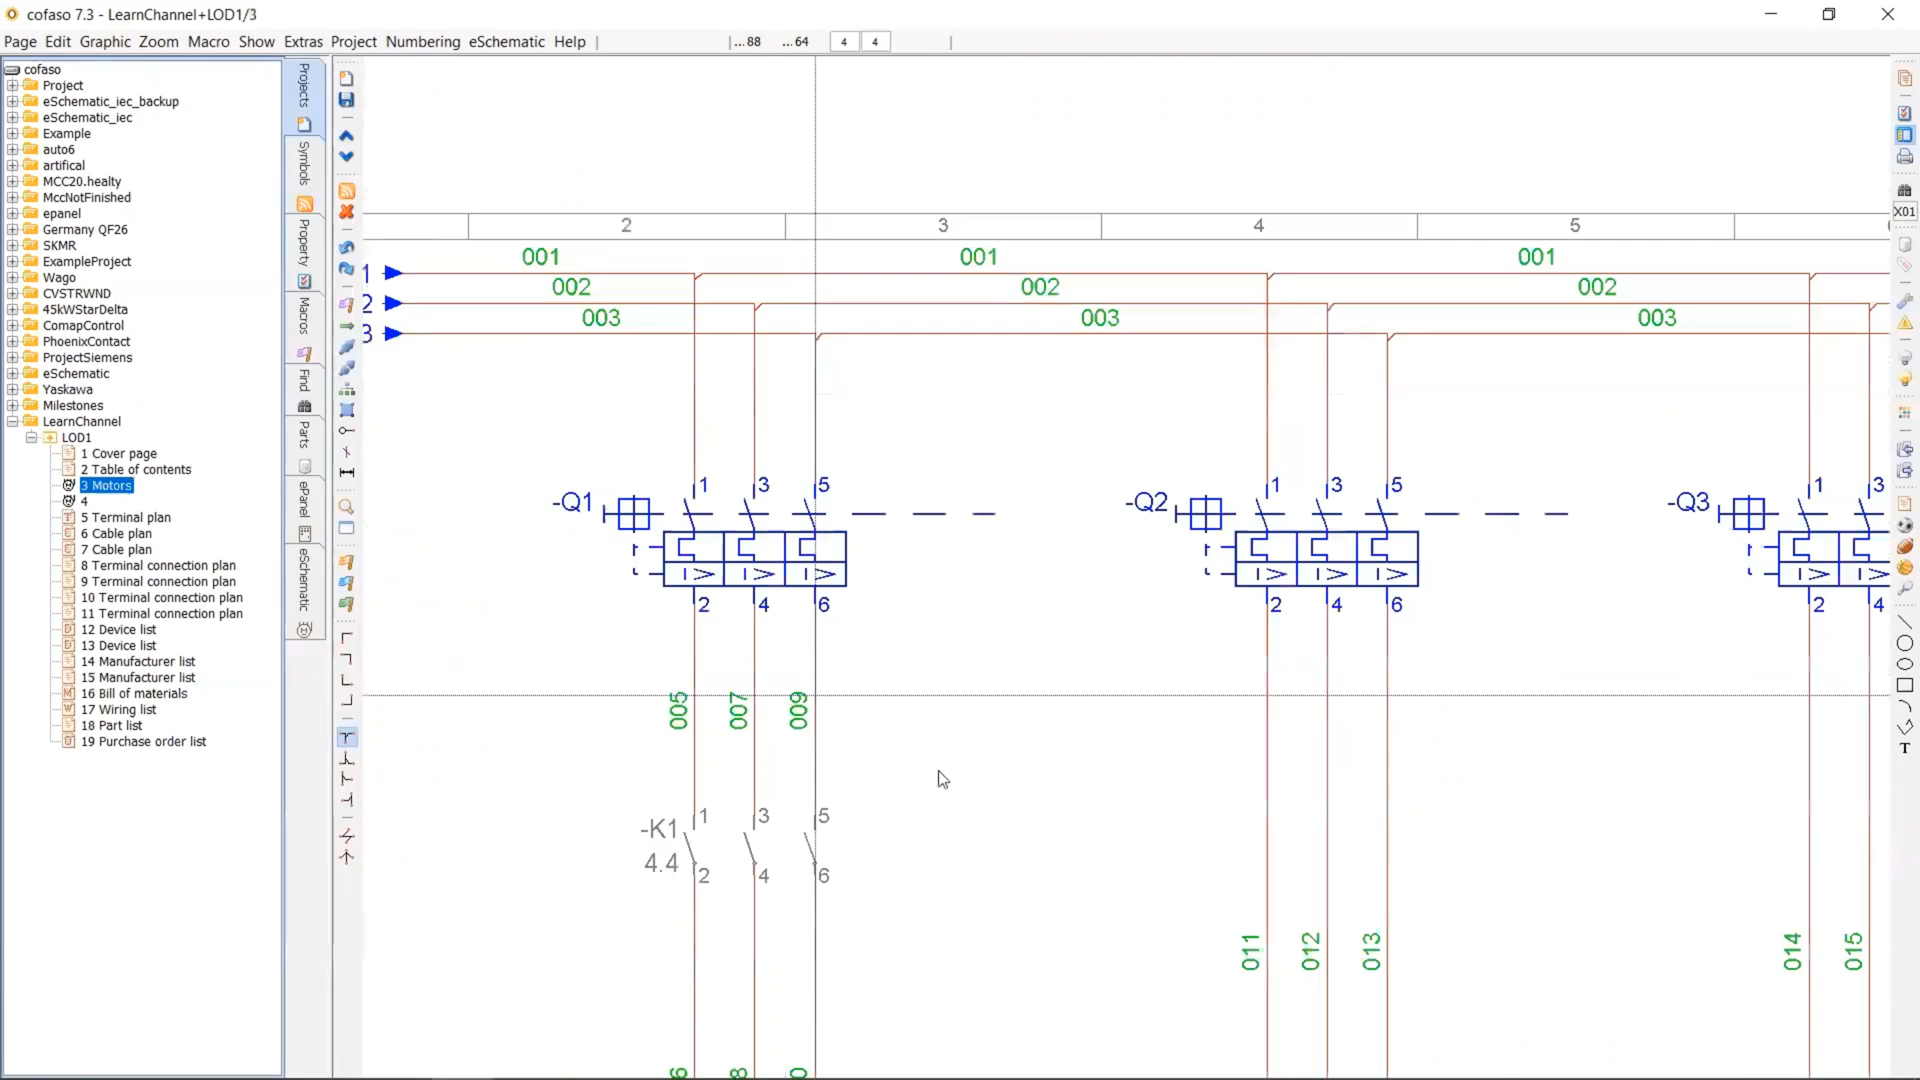 cofaso 7.3 - LearnChannel+LOD1/3
Page Edit Graphic Zoom Macro Show Extras Project Numbering eSchematic Help ...88 ...64 4 4
cofaso
Project
eSchematic_iec_backup
eSchematic_iec
Example
auto6
artifical
MCC20.healty
MccNotFinished
epanel
Germany QF26
SKMR
ExampleProject
Wago
CVSTRWND
45kWStarDelta
ComapControl
PhoenixContact
ProjectSiemens
eSchematic
Yaskawa
Milestones
LearnChannel
LOD1
1 Cover page
2 Table of contents
3 Motors
4
5 Terminal plan
6 Cable plan
7 Cable plan
8 Terminal connection plan
9 Terminal connection plan
10 Terminal connection plan
11 Terminal connection plan
12 Device list
13 Device list
14 Manufacturer list
15 Manufacturer list
16 Bill of materials
17 Wiring list
18 Part list
19 Purchase order list
Projects
Symbols
Property
Macros
Find
Parts
ePanel
eSchematic
2 3 4 5
001 001 001
1
002 002 002
2
003 003 003
3
1 3 5 1 3 5 1 3
-Q1 -Q2 -Q3
I> I> I> I> I> I> I> I>
2 4 6 2 4 6 2 4
005 007 009
1 3 5
-K1
4.4
2 4 6
011 012 013 014 015
6 8 0
X01
T